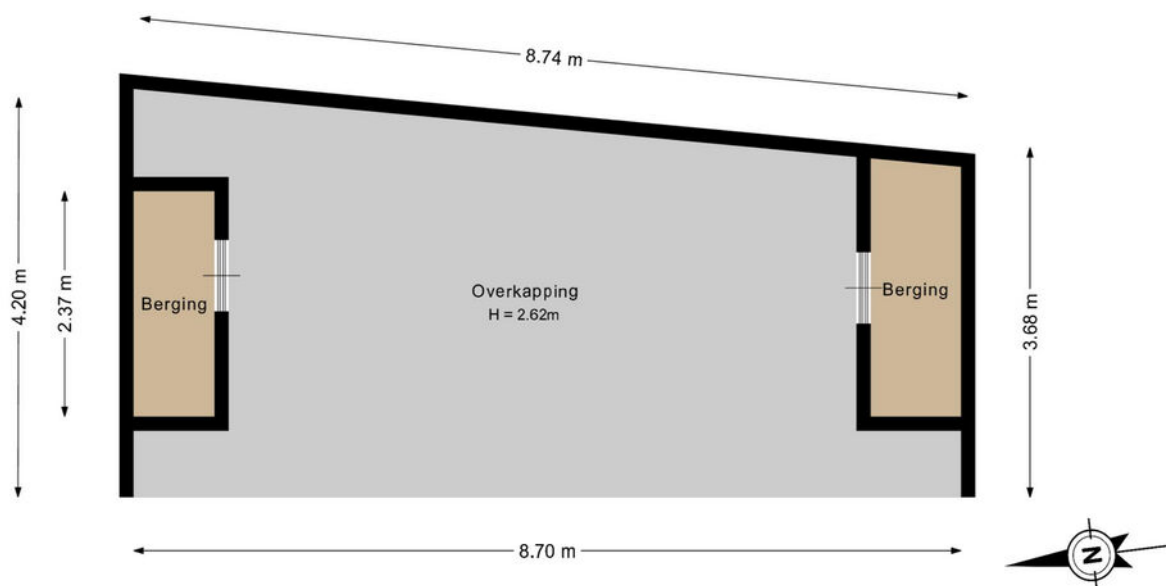 8.74 m
4.20 m
2.37 m
Berging
Overkapping
H = 2.62m
Berging
3.68 m
8.70 m
N